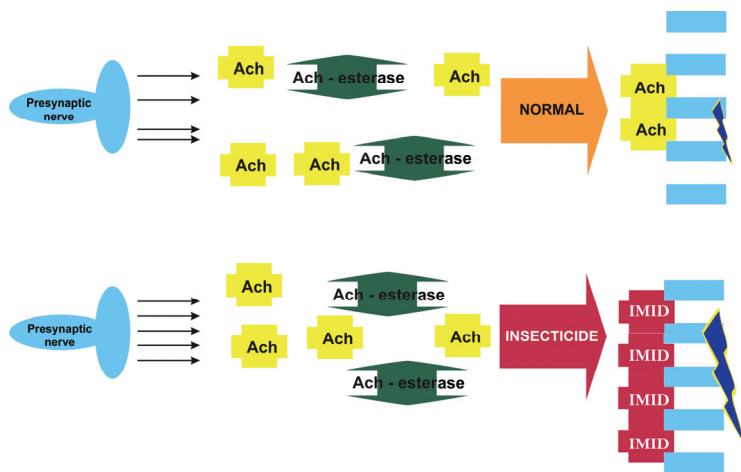 Ach
Ach - esterase
Ach
Presynaptic
nerve
NORMAL
Ach
Ach
Ach
Ach
Ach - esterase
Ach
Ach - esterase
Presynaptic
nerve
Ach
Ach
Ach
INSECTICIDE
Ach - esterase
IMID
IMID
IMID
IMID